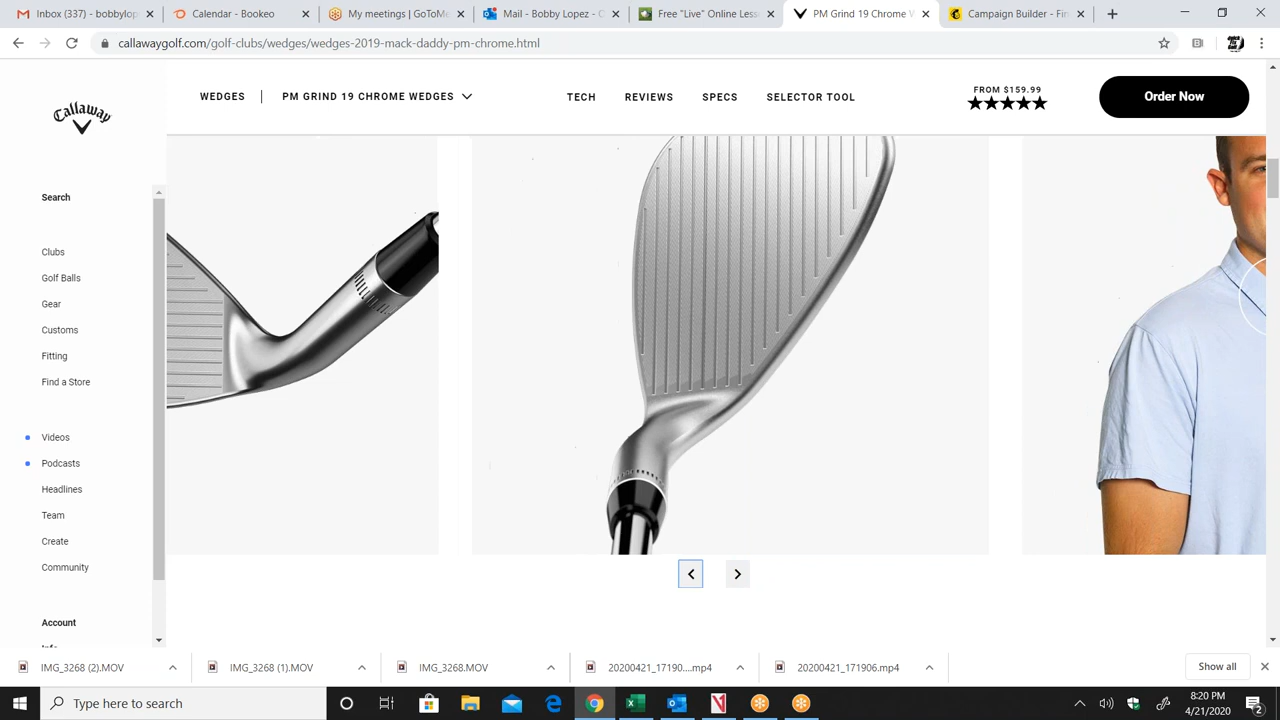 Inbox (337) - bobbylop
Calendar - Bookeo
My meetings | GoToMe
Mail - Bobby Lopez - C
Free "Live" Online Less
PM Grind 19 Chrome W
Campaign Builder - Fin
callawaygolf.com/golf-clubs/wedges/wedges-2019-mack-daddy-pm-chrome.html
Callaway
WEDGES
PM GRIND 19 CHROME WEDGES
TECH
REVIEWS
SPECS
SELECTOR TOOL
FROM $159.99
Order Now
Search
Clubs
Golf Balls
Gear
Customs
Fitting
Find a Store
Videos
Podcasts
Headlines
Team
Create
Community
Account
IMG_3268 (2).MOV
IMG_3268 (1).MOV
IMG_3268.MOV
20200421_17190....mp4
20200421_171906.mp4
Show all
Type here to search
8:20 PM
4/21/2020
2